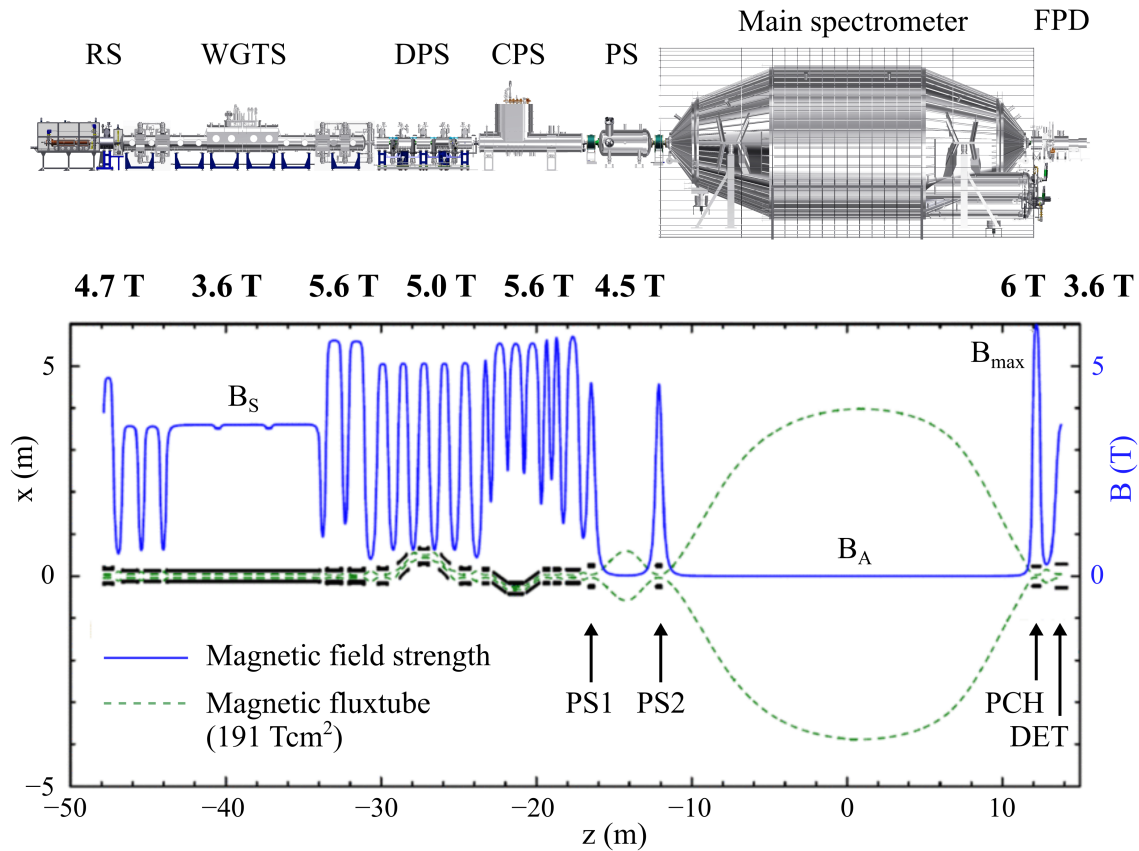 RS WGTS DPS CPS PS Main spectrometer FPD
4.7 T 3.6 T 5.6 T 5.0 T 5.6 T 4.5 T 6 T 3.6 T
5 B_S B_max 5
x (m) B (T)
B_A
0 0
Magnetic field strength
Magnetic fluxtube
(191 Tcm²)
PS1 PS2 PCH
DET
−5
−50 −40 −30 −20 −10 0 10
z (m)